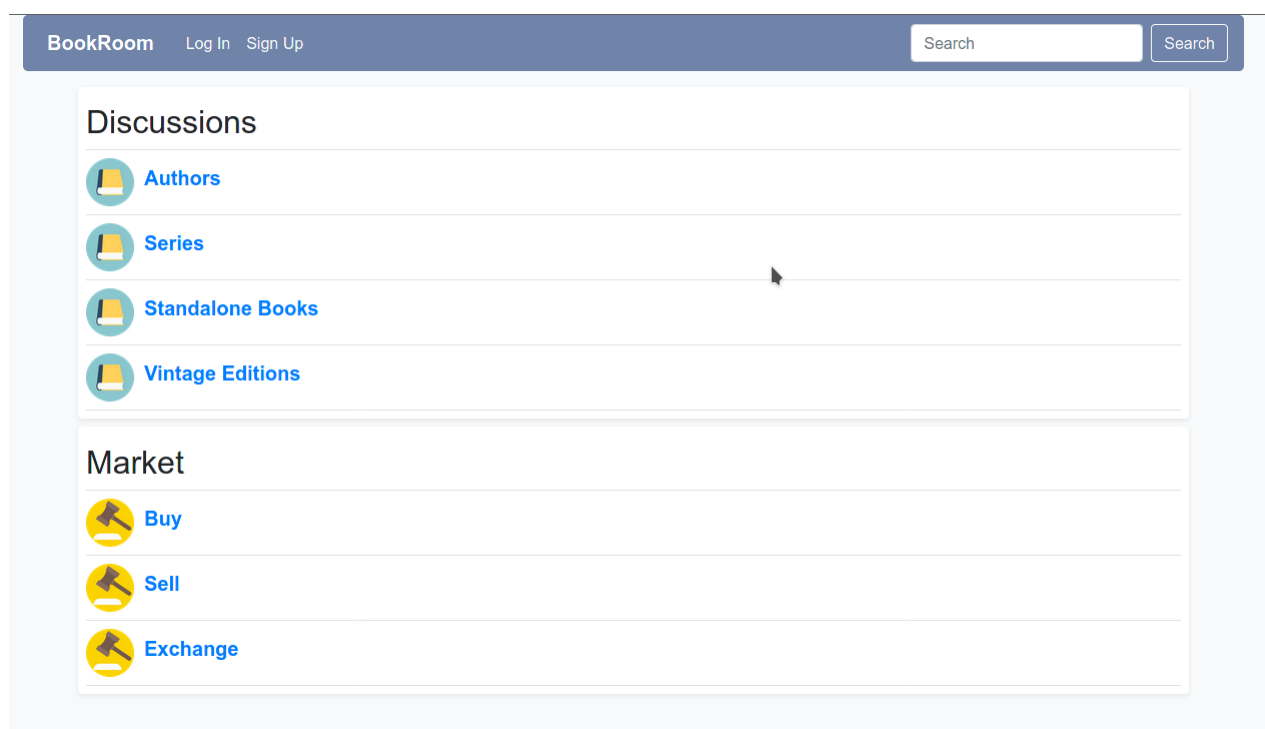 BookRoom Log In Sign Up Search Search
Discussions
Authors
Series
Standalone Books
Vintage Editions
Market
Buy
Sell
Exchange